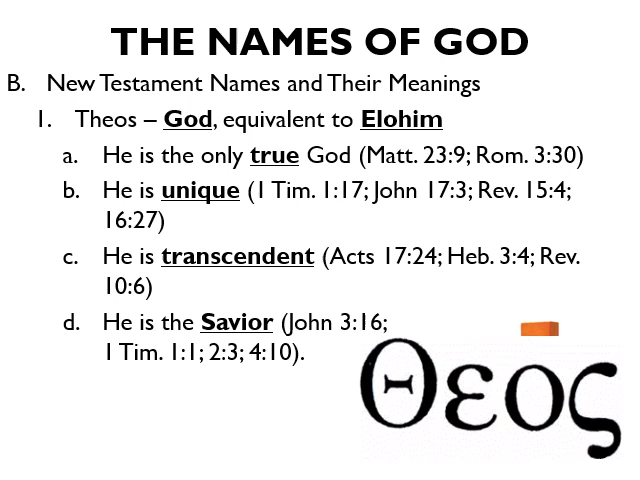 THE NAMES OF GOD
B. New Testament Names and Their Meanings
1. Theos – God, equivalent to Elohim
a. He is the only true God (Matt. 23:9; Rom. 3:30)
b. He is unique (1 Tim. 1:17; John 17:3; Rev. 15:4;
16:27)
c. He is transcendent (Acts 17:24; Heb. 3:4; Rev.
10:6)
d. He is the Savior (John 3:16;
1 Tim. 1:1; 2:3; 4:10).
Θεος